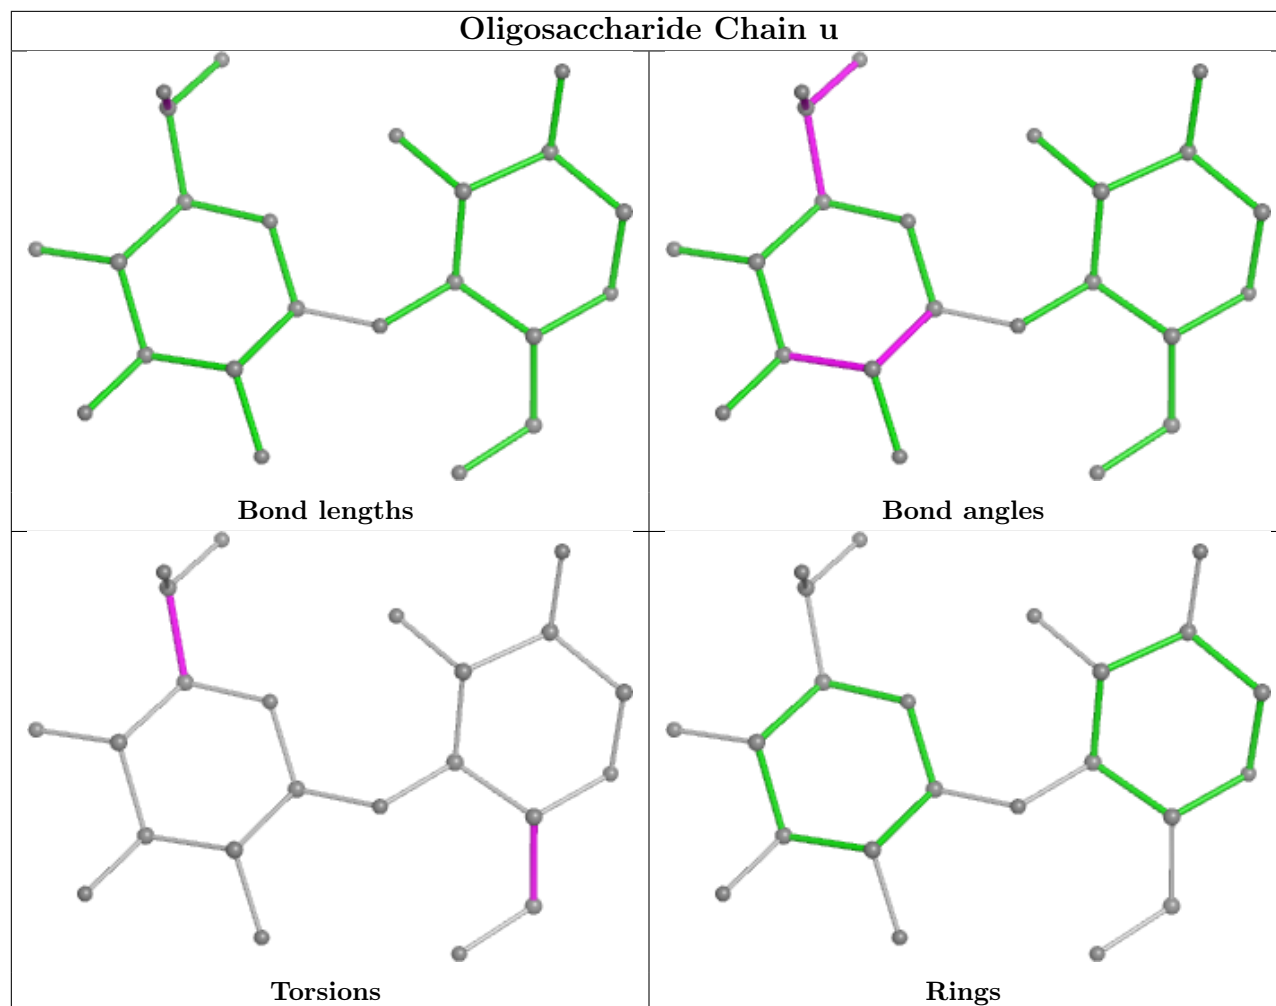 Oligosaccharide Chain u
Bond lengths
Bond angles
Torsions
Rings